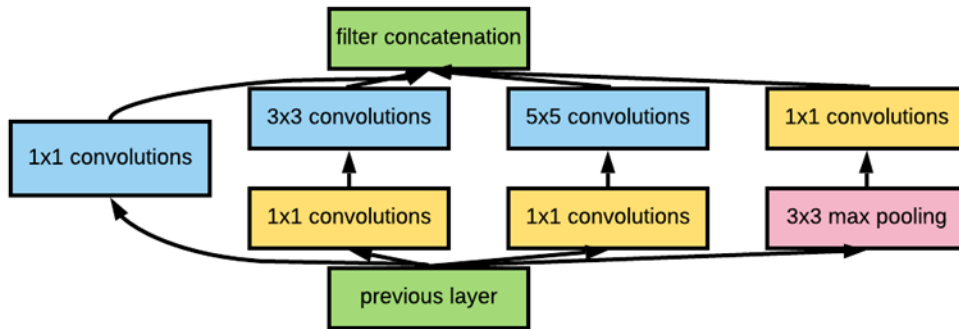 filter concatenation
3x3 convolutions
5x5 convolutions
1x1 convolutions
1x1 convolutions
1x1 convolutions
1x1 convolutions
3x3 max pooling
previous layer